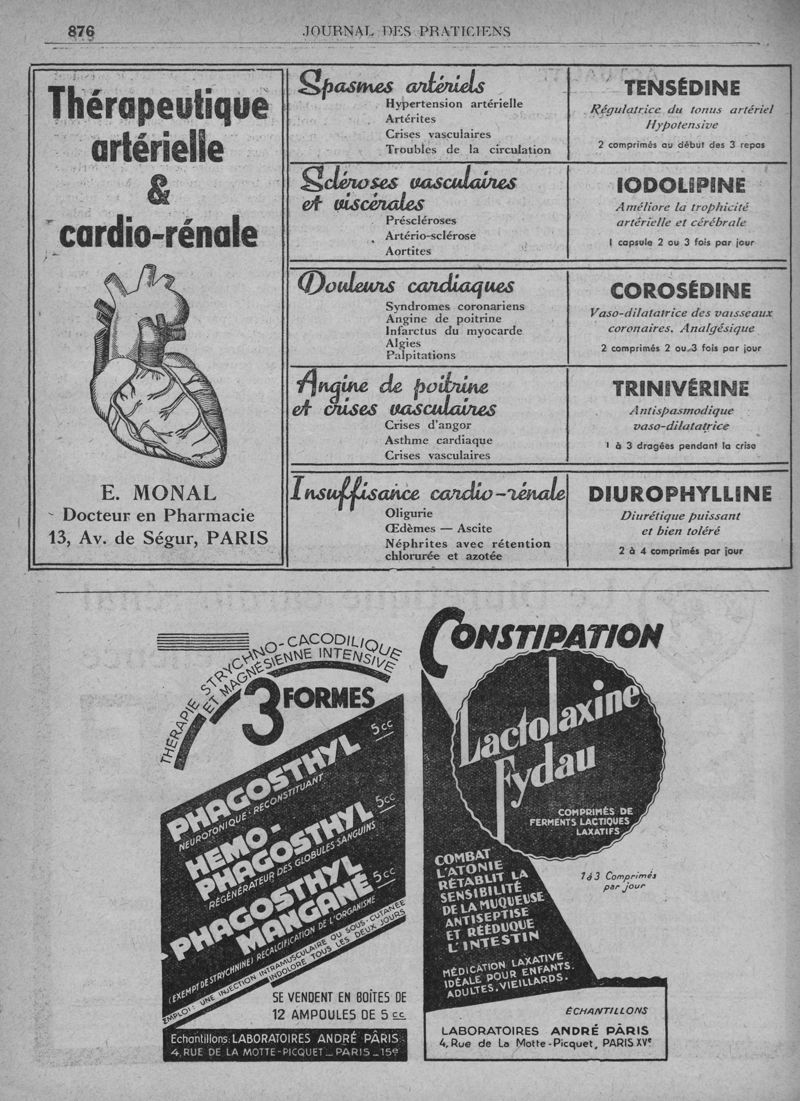 876
JOURNAL DES PRATICIENS
Thérapeutique
artérielle
&
cardio-rénale
E. MONAL
Docteur en Pharmacie
13, Av. de Ségur, PARIS
Spasmes artériels
Hypertension artérielle
Artérites
Crises vasculaires
Troubles de la circulation
TENSÉDINE
Régulatrice du tonus artériel
Hypotensive
2 comprimés au début des 3 repas
Scléroses vasculaires
et viscérales
Préscléroses
Artério-sclérose
Aortites
IODOLIPINE
Améliore la trophicité
artérielle et cérébrale
1 capsule 2 ou 3 fois par jour
Douleurs cardiaques
Syndromes coronariens
Angine de poitrine
Infarctus du myocarde
Algies
Palpitations
COROSÉDINE
Vaso-dilatatrice des vaisseaux
coronaires. Analgésique
2 comprimés 2 ou 3 fois par jour
Angine de poitrine
et crises vasculaires
Crises d'angor
Asthme cardiaque
Crises vasculaires
TRINIVÉRINE
Antispasmodique
vaso-dilatatrice
1 à 3 dragées pendant la crise
Insuffisance cardio-rénale
Oligurie
Œdèmes — Ascite
Néphrites avec rétention
chlorurée et azotée
DIUROPHYLLINE
Diurétique puissant
et bien toléré
2 à 4 comprimés par jour
THÉRAPIE STRYCHNO-CACODILIQUE
ET MAGNÉSIENNE INTENSIVE
3 FORMES
PHAGOSTHYL 5cc
NEUROTONIQUE: RECONSTITUANT
HEMO-
PHAGOSTHYL 5cc
RÉGÉNÉRATEUR DES GLOBULES SANGUINS
PHAGOSTHYL
MANGANÉ 5cc
(EXEMPT DE STRYCHNINE) RECALCIFICATION DE L'ORGANISME
EMPLOI: UNE INJECTION INTRAMUSCULAIRE OU SOUS-CUTANÉE
INDOLORE TOUS LES DEUX JOURS
SE VENDENT EN BOÎTES DE
12 AMPOULES DE 5 cc
Echantillons: LABORATOIRES ANDRÉ PÂRIS
4, RUE DE LA MOTTE-PICQUET _ PARIS _ 15e
CONSTIPATION
Lactolaxine
Fydau
COMPRIMÉS DE
FERMENTS LACTIQUES
LAXATIFS
1 à 3 Comprimés
par jour
COMBAT
L'ATONIE
RÉTABLIT LA
SENSIBILITÉ
DE LA MUQUEUSE
ANTISEPTISE
ET RÉÉDUQUE
L'INTESTIN
MÉDICATION LAXATIVE
IDÉALE POUR ENFANTS.
ADULTES, VIEILLARDS.
ÉCHANTILLONS
LABORATOIRES ANDRÉ PÂRIS
4, Rue de La Motte-Picquet, PARIS XVe